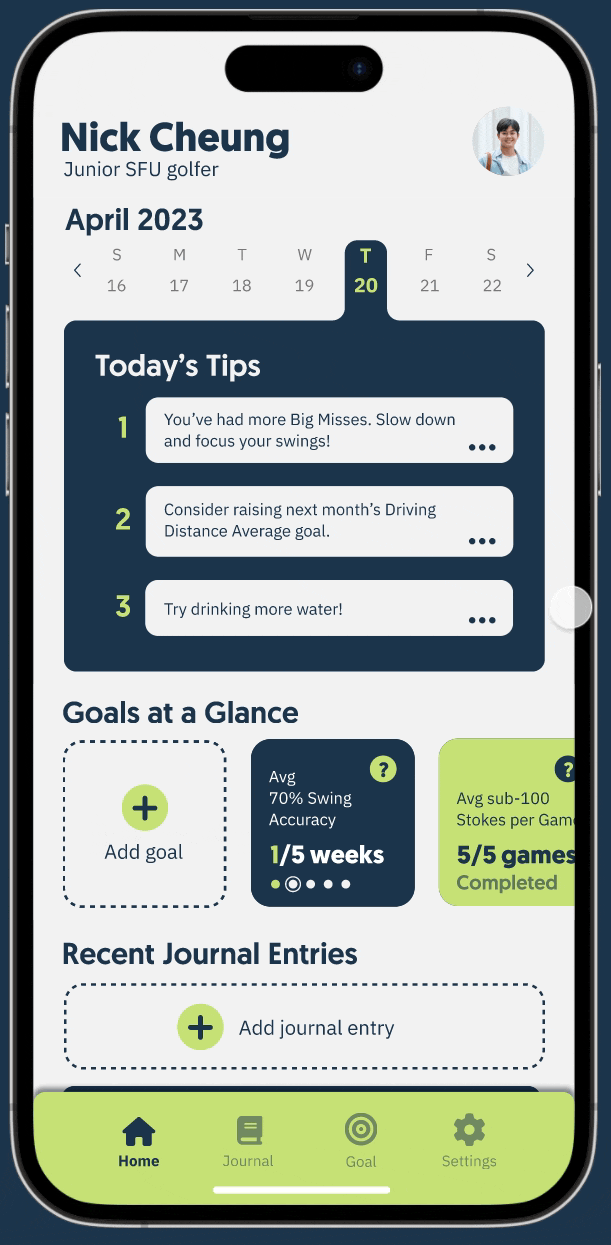 Nick Cheung
Junior SFU golfer
April 2023
S M T W T F S
16 17 18 19 20 21 22
Today's Tips
1
You've had more Big Misses. Slow down
and focus your swings!
2
Consider raising next month's Driving
Distance Average goal.
3
Try drinking more water!
Goals at a Glance
Add goal
?
Avg
70% Swing
Accuracy
1/5 weeks
?
Avg sub-100
Stokes per Game
5/5 games
Completed
Recent Journal Entries
Add journal entry
Home
Journal
Goal
Settings